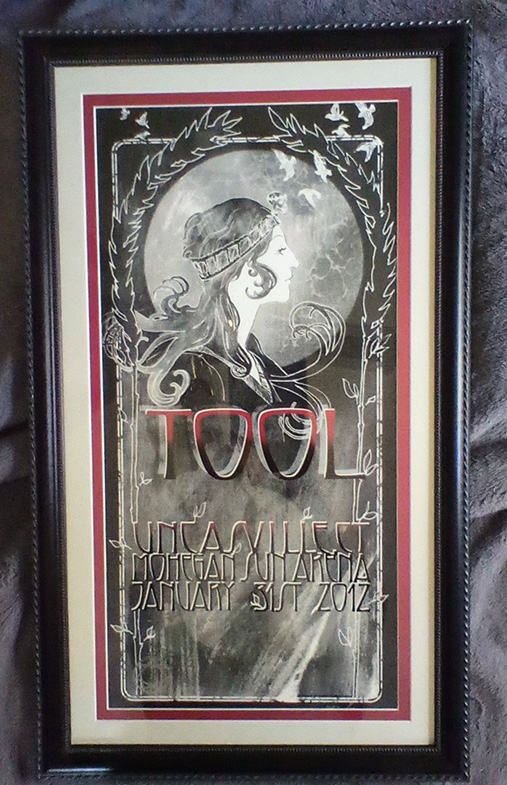 TOOL
UNCASVILLE CT
MOHEGAN SUN ARENA
JANUARY 31ST 2012